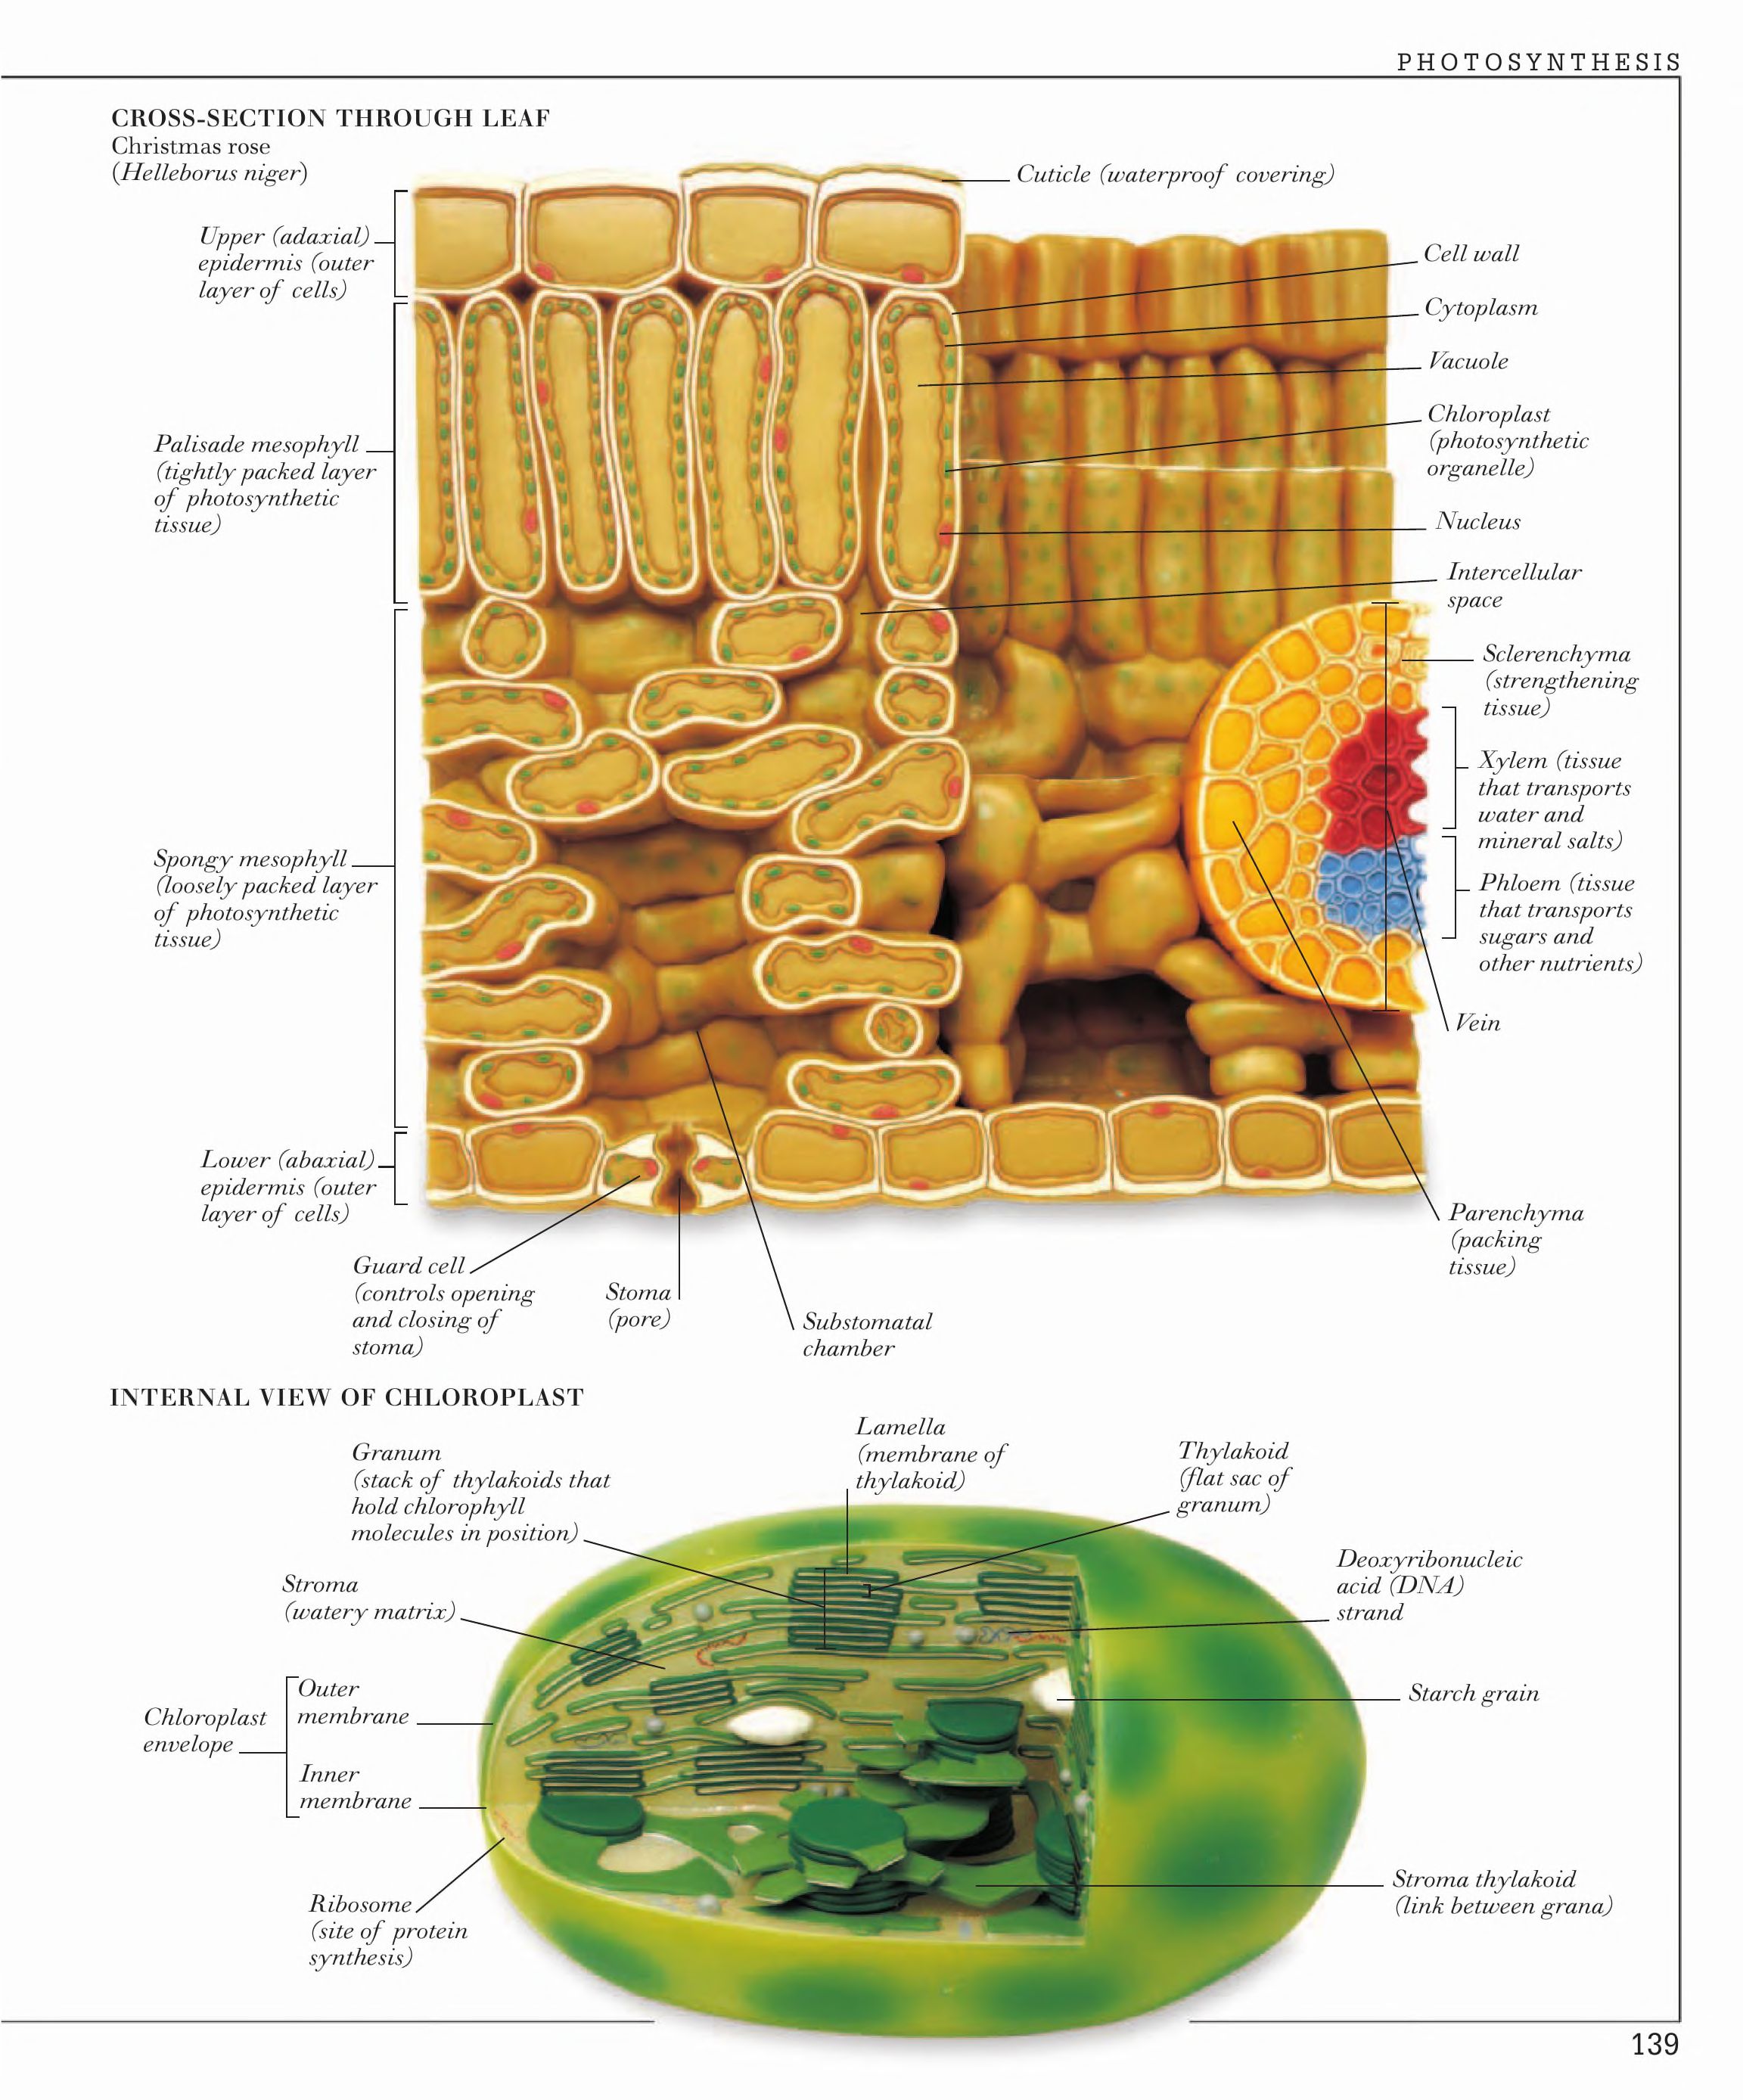 PHOTOSYNTHESIS
CROSS-SECTION THROUGH LEAF
Christmas rose
(Helleborus niger)
Cuticle (waterproof covering)
Upper (adaxial)
epidermis (outer
layer of cells)
Cell wall
Cytoplasm
Vacuole
Chloroplast
(photosynthetic
organelle)
Palisade mesophyll
(tightly packed layer
of photosynthetic
tissue)
Nucleus
Intercellular
space
Sclerenchyma
(strengthening
tissue)
Xylem (tissue
that transports
water and
mineral salts)
Spongy mesophyll
(loosely packed layer
of photosynthetic
tissue)
Phloem (tissue
that transports
sugars and
other nutrients)
Vein
Lower (abaxial)
epidermis (outer
layer of cells)
Parenchyma
(packing
tissue)
Guard cell
(controls opening
and closing of
stoma)
Stoma
(pore)
Substomatal
chamber
INTERNAL VIEW OF CHLOROPLAST
Granum
(stack of thylakoids that
hold chlorophyll
molecules in position)
Lamella
(membrane of
thylakoid)
Thylakoid
(flat sac of
granum)
Deoxyribonucleic
acid (DNA)
strand
Stroma
(watery matrix)
Outer
membrane
Chloroplast
envelope
Starch grain
Inner
membrane
Stroma thylakoid
(link between grana)
Ribosome
(site of protein
synthesis)
139